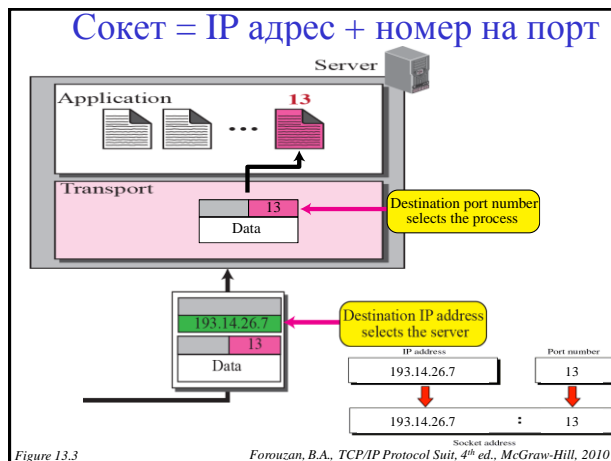 Сокет = IP адрес + номер на порт
Server
Application
13
...
Transport
13
Data
Destination port number
selects the process
193.14.26.7
13
Data
Destination IP address
selects the server
IP address
Port number
193.14.26.7
13
193.14.26.7 : 13
Socket address
Figure 13.3
Forouzan, B.A., TCP/IP Protocol Suit, 4th ed., McGraw-Hill, 2010